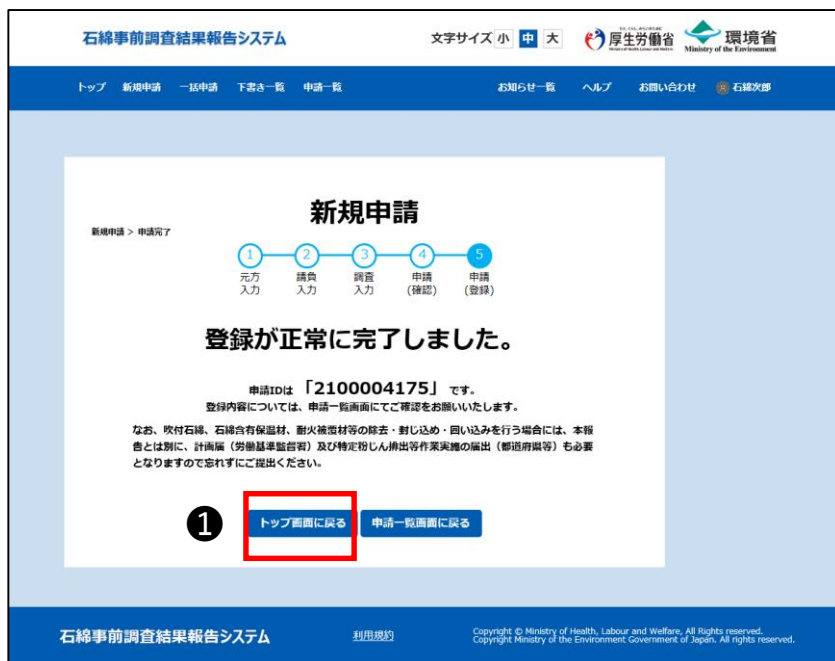 石綿事前調査結果報告システム
文字サイズ 小 中 大
厚生労働省
環境省
Ministry of the Environment
トップ 新規申請 一括申請 下書き一覧 申請一覧 お知らせ一覧 ヘルプ お問い合わせ 石綿次郎
新規申請
新規申請 > 申請完了
1 2 3 4 5
元方入力 請負入力 調査入力 申請(確認) 申請(登録)
登録が正常に完了しました。
申請IDは「2100004175」です。
登録内容については、申請一覧画面にてご確認をお願いいたします。
なお、吹付石綿、石綿含有保温材、耐火被覆材等の除去・封じ込め・囲い込みを行う場合には、本報
告とは別に、計画届（労働基準監督署）及び特定粉じん排出等作業実施の届出（都道府県等）も必要
となりますので忘れずにご提出ください。
❶
トップ画面に戻る 申請一覧画面に戻る
石綿事前調査結果報告システム
利用規約
Copyright © Ministry of Health, Labour and Welfare, All Rights reserved.
Copyright Ministry of the Environment Government of Japan. All rights reserved.